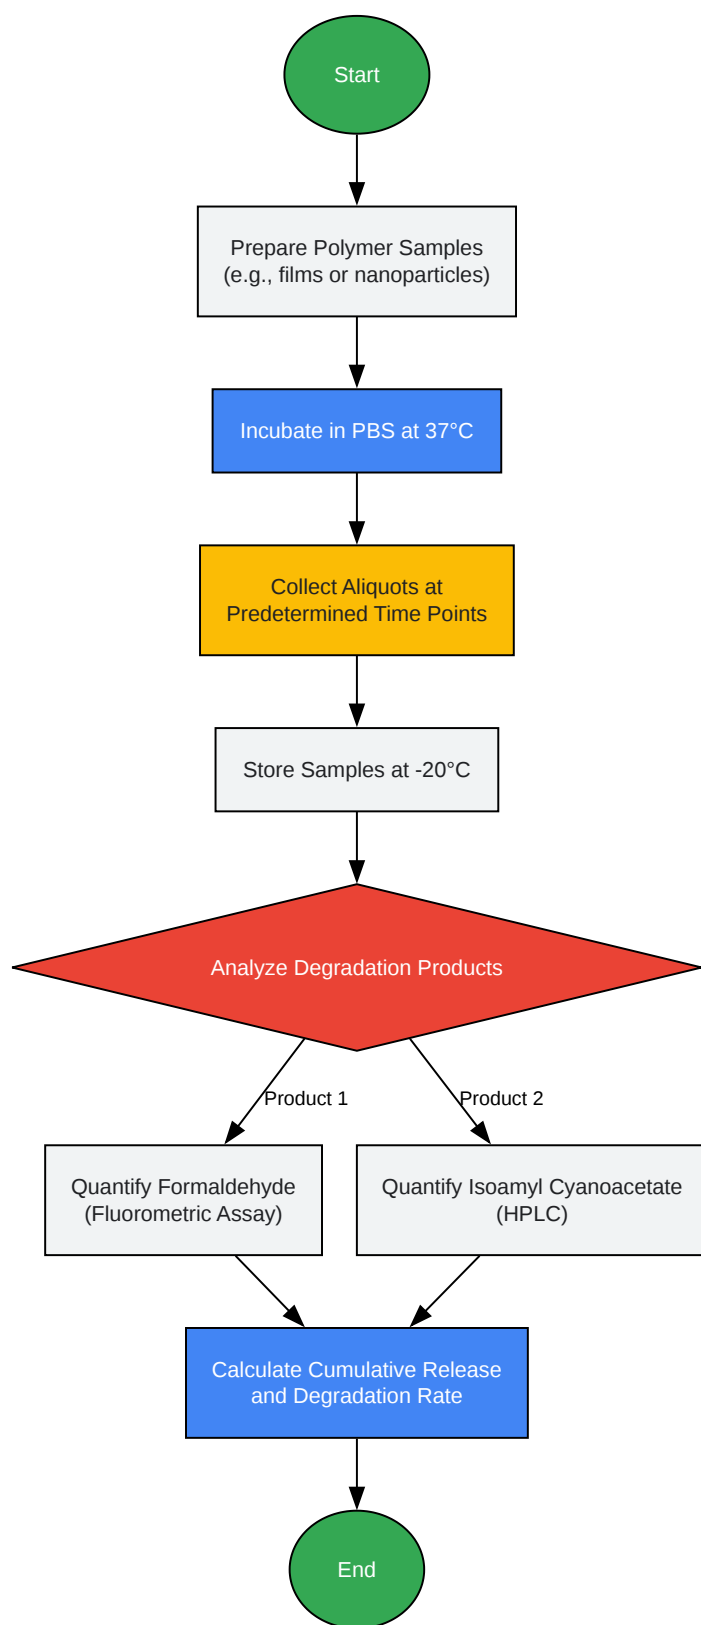 Start
Prepare Polymer Samples
(e.g., films or nanoparticles)
Incubate in PBS at 37°C
Collect Aliquots at
Predetermined Time Points
Store Samples at -20°C
Analyze Degradation Products
Product 1
Product 2
Quantify Formaldehyde
(Fluorometric Assay)
Quantify Isoamyl Cyanoacetate
(HPLC)
Calculate Cumulative Release
and Degradation Rate
End